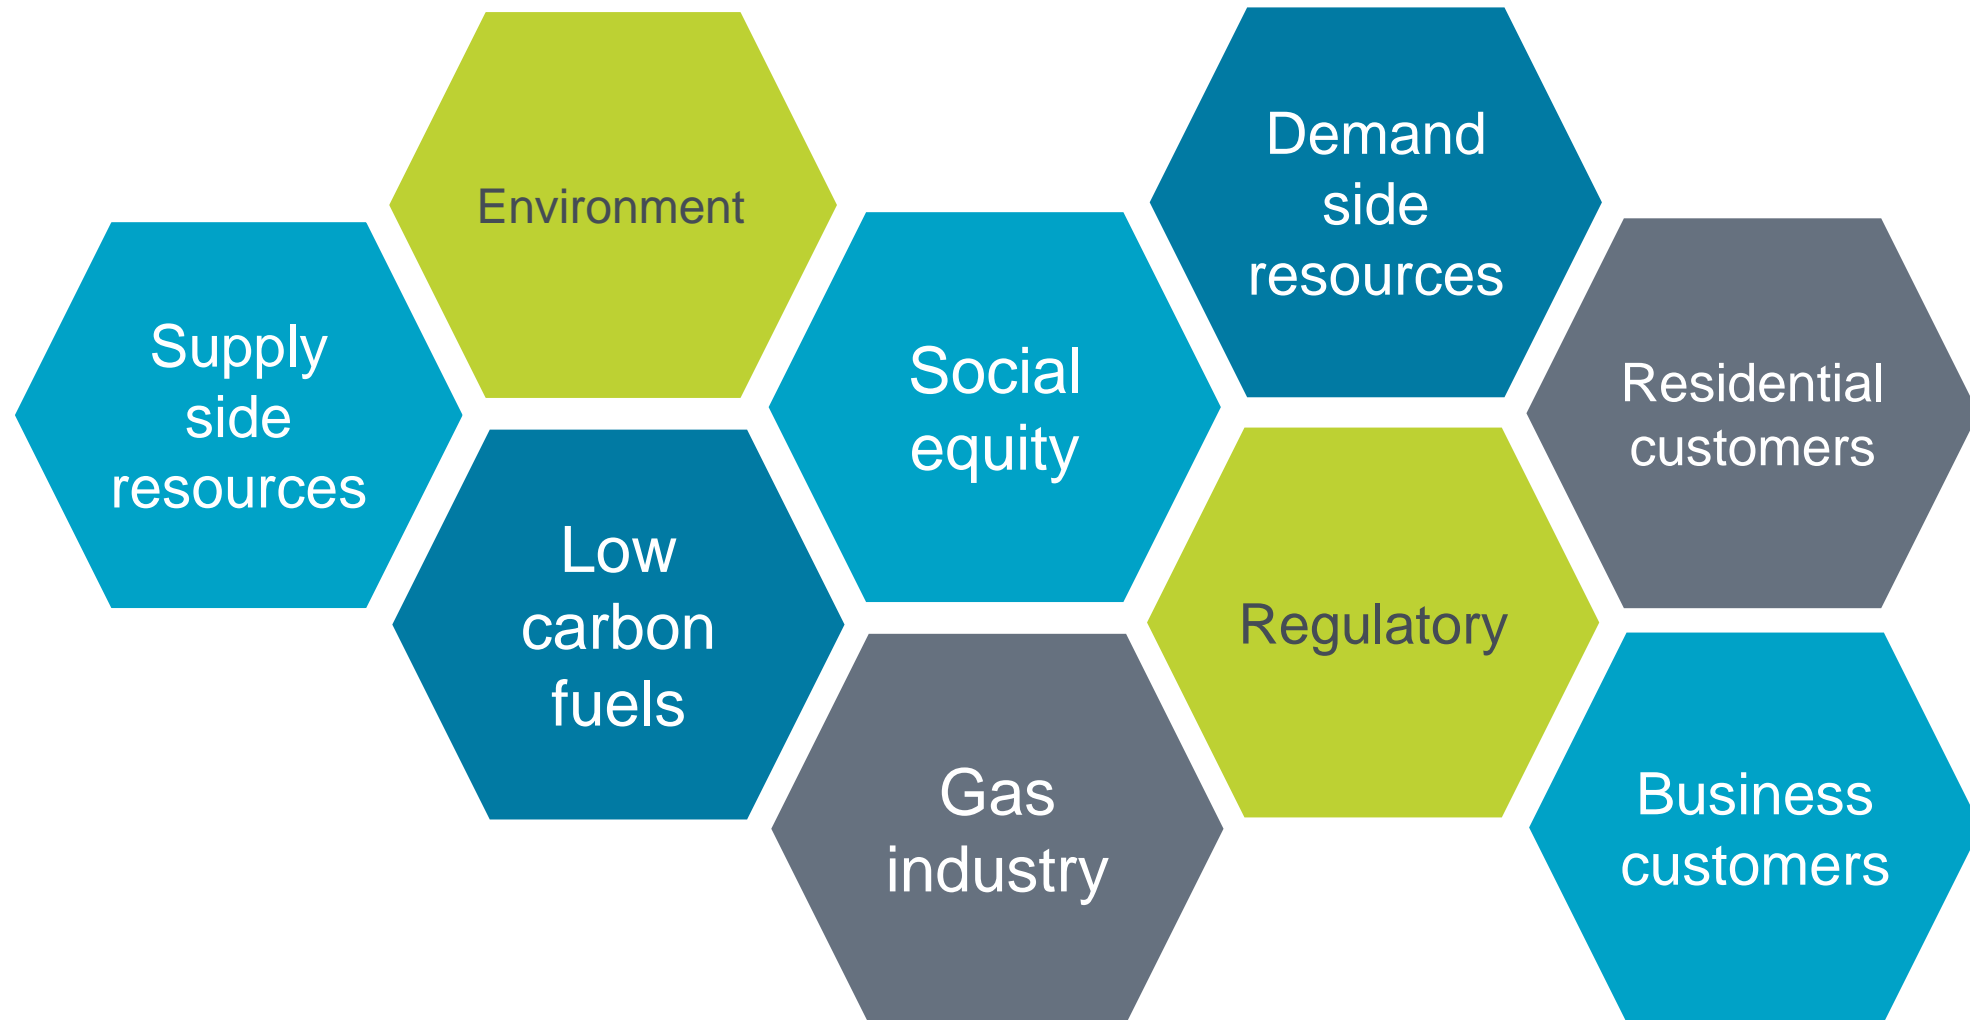 Environment
Demand
side
resources
Supply
side
resources
Social
equity
Residential
customers
Low
carbon
fuels
Regulatory
Gas
industry
Business
customers